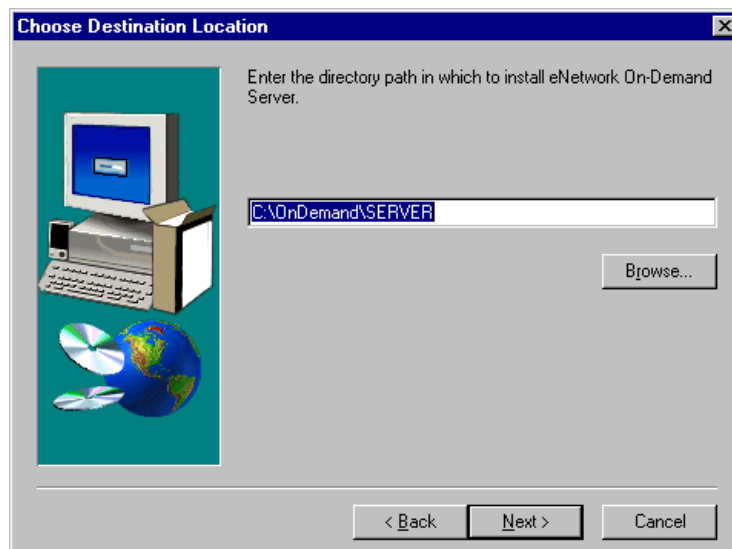 Choose Destination Location
Enter the directory path in which to install eNetwork On-Demand
Server.
C:\OnDemand\SERVER
Browse...
< Back
Next >
Cancel